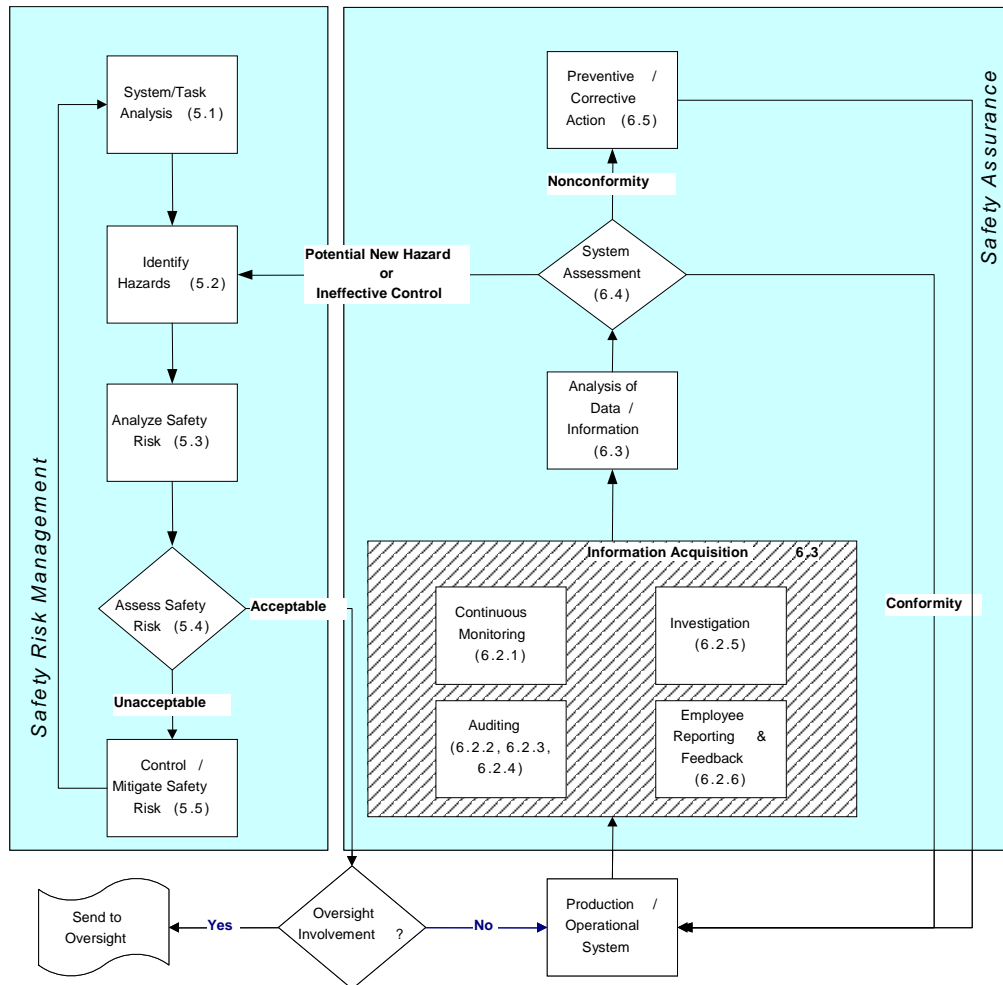 System/Task
Analysis (5.1)
Identify
Hazards (5.2)
Analyze Safety
Risk (5.3)
Assess Safety
Risk (5.4)
Acceptable
Unacceptable
Control /
Mitigate Safety
Risk (5.5)
Safety Risk Management
Potential New Hazard
or
Ineffective Control
Preventive /
Corrective
Action (6.5)
Nonconformity
System
Assessment
(6.4)
Analysis of
Data /
Information
(6.3)
Information Acquisition 6.3
Continuous
Monitoring
(6.2.1)
Investigation
(6.2.5)
Auditing
(6.2.2, 6.2.3,
6.2.4)
Employee
Reporting &
Feedback
(6.2.6)
Conformity
Safety Assurance
Send to
Oversight
Yes
Oversight
Involvement ?
No
Production /
Operational
System